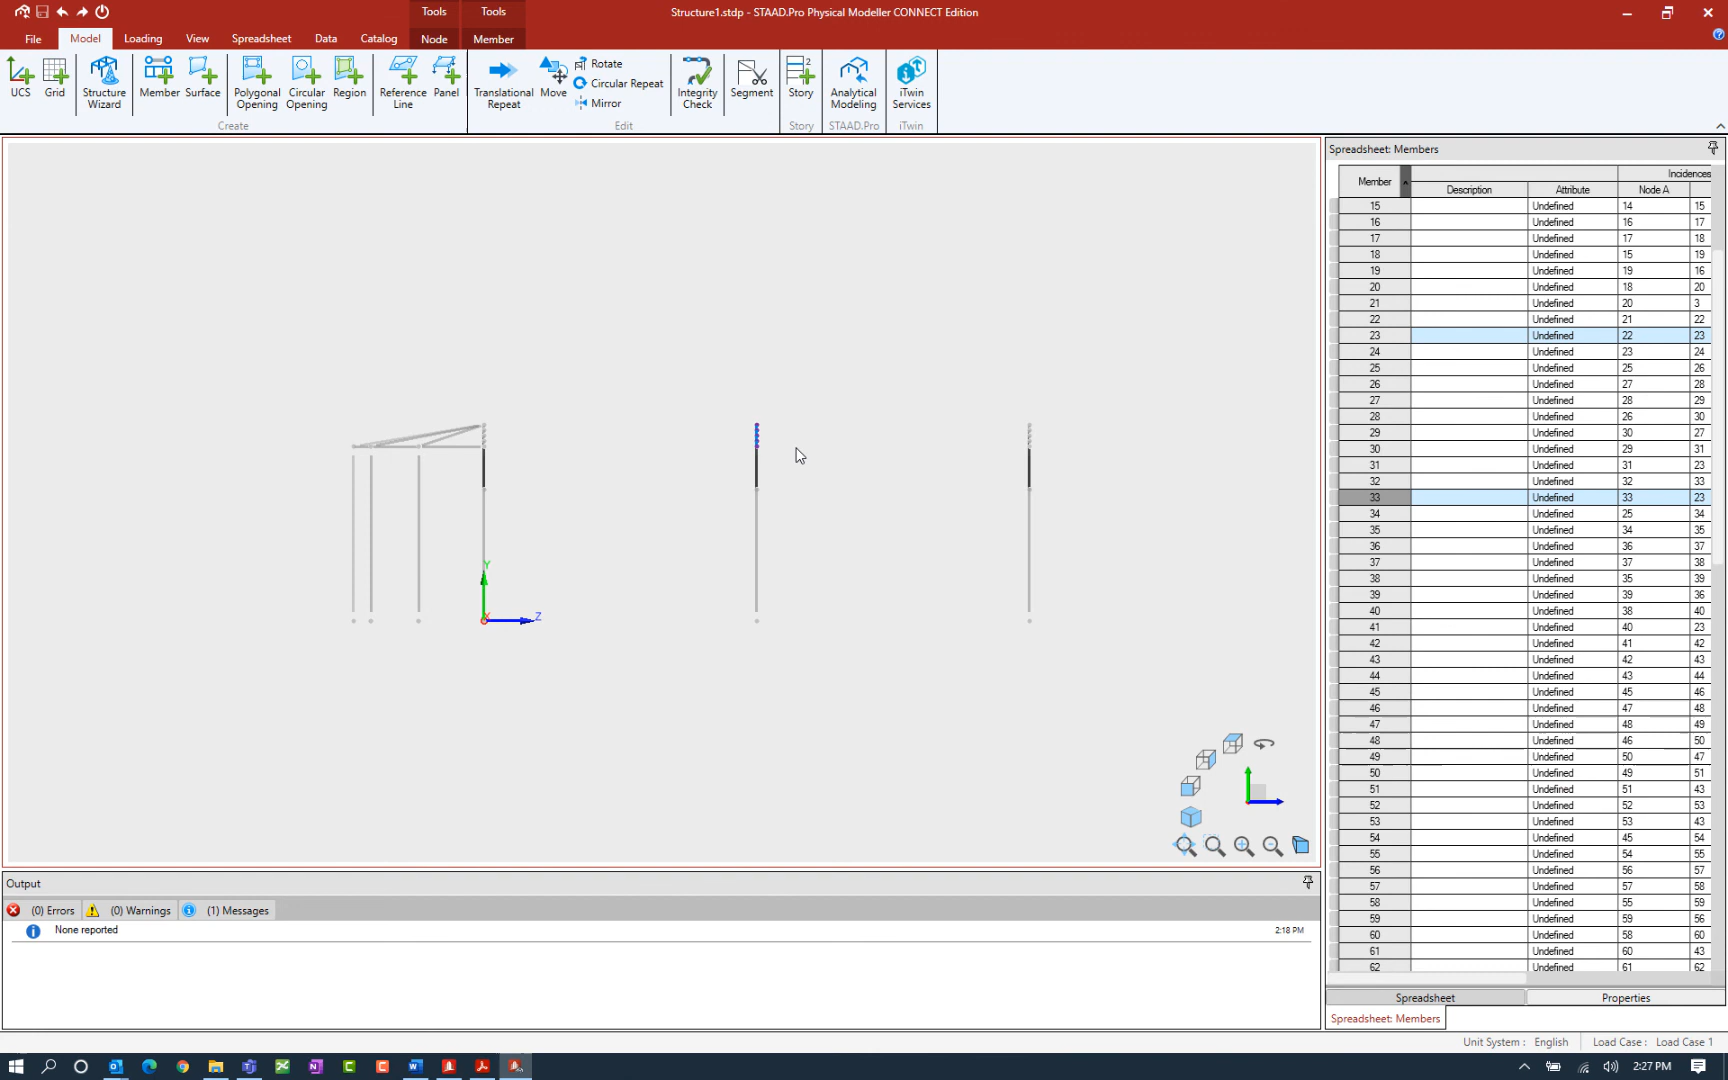 Tools Tools Structure1.stdp - STAAD.Pro Physical Modeller CONNECT Edition
File Model Loading View Spreadsheet Data Catalog Node Member
UCS Grid Structure Wizard Member Surface Polygonal Opening Circular Opening Region Reference Line Panel Translational Repeat Move Rotate Circular Repeat Mirror Integrity Check Segment Story Analytical Modeling iTwin Services
Create Edit Story STAAD.Pro iTwin
Spreadsheet: Members
Incidences
Member Description Attribute Node A
15 Undefined 14 15
16 Undefined 16 17
17 Undefined 17 18
18 Undefined 15 19
19 Undefined 19 16
20 Undefined 18 20
21 Undefined 20 3
22 Undefined 21 22
23 Undefined 22 23
24 Undefined 23 24
25 Undefined 25 26
26 Undefined 27 28
27 Undefined 28 29
28 Undefined 26 30
29 Undefined 30 27
30 Undefined 29 31
31 Undefined 31 23
32 Undefined 32 33
33 Undefined 33 23
34 Undefined 25 34
35 Undefined 34 35
36 Undefined 36 37
37 Undefined 37 38
38 Undefined 35 39
39 Undefined 39 36
40 Undefined 38 40
41 Undefined 40 23
42 Undefined 41 42
43 Undefined 42 43
44 Undefined 43 44
45 Undefined 45 46
46 Undefined 47 48
47 Undefined 48 49
48 Undefined 46 50
49 Undefined 50 47
50 Undefined 49 51
51 Undefined 51 43
52 Undefined 52 53
53 Undefined 53 43
54 Undefined 45 54
55 Undefined 54 55
56 Undefined 56 57
57 Undefined 57 58
58 Undefined 55 59
59 Undefined 59 56
60 Undefined 58 60
61 Undefined 60 43
62 Undefined 61 62
Spreadsheet Properties
Spreadsheet: Members
Y
X
Z
Output
(0) Errors (0) Warnings (1) Messages
None reported 2:18 PM
Unit System : English Load Case : Load Case 1
2:27 PM